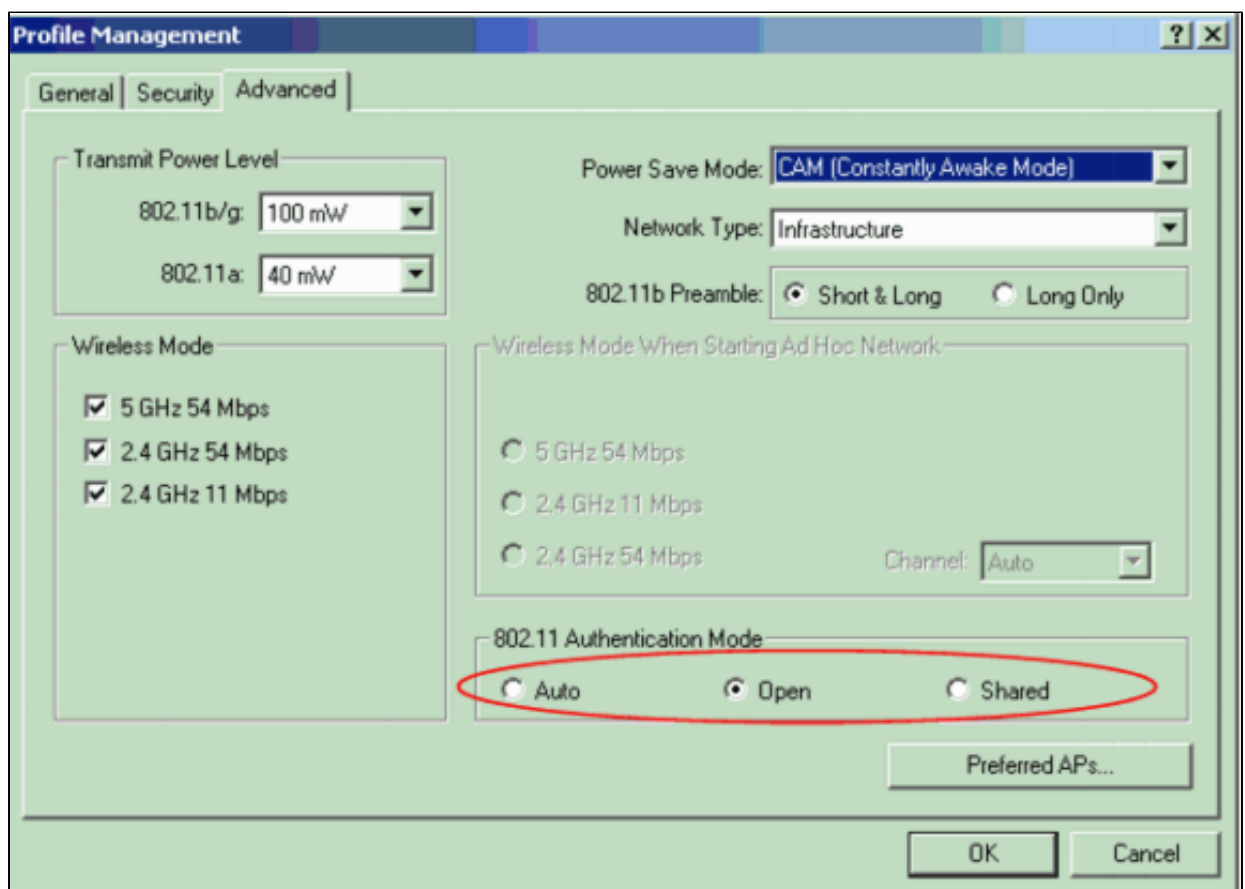 Profile Management
General
Security
Advanced
Transmit Power Level
802.11b/g: 100 mW
802.11a: 40 mW
Power Save Mode: CAM (Constantly Awake Mode)
Network Type: Infrastructure
802.11b Preamble: Short & Long Long Only
Wireless Mode
5 GHz 54 Mbps
2.4 GHz 54 Mbps
2.4 GHz 11 Mbps
Wireless Mode When Starting Ad Hoc Network
5 GHz 54 Mbps
2.4 GHz 11 Mbps
2.4 GHz 54 Mbps
Channel: Auto
802.11 Authentication Mode
Auto Open Shared
Preferred APs...
OK Cancel